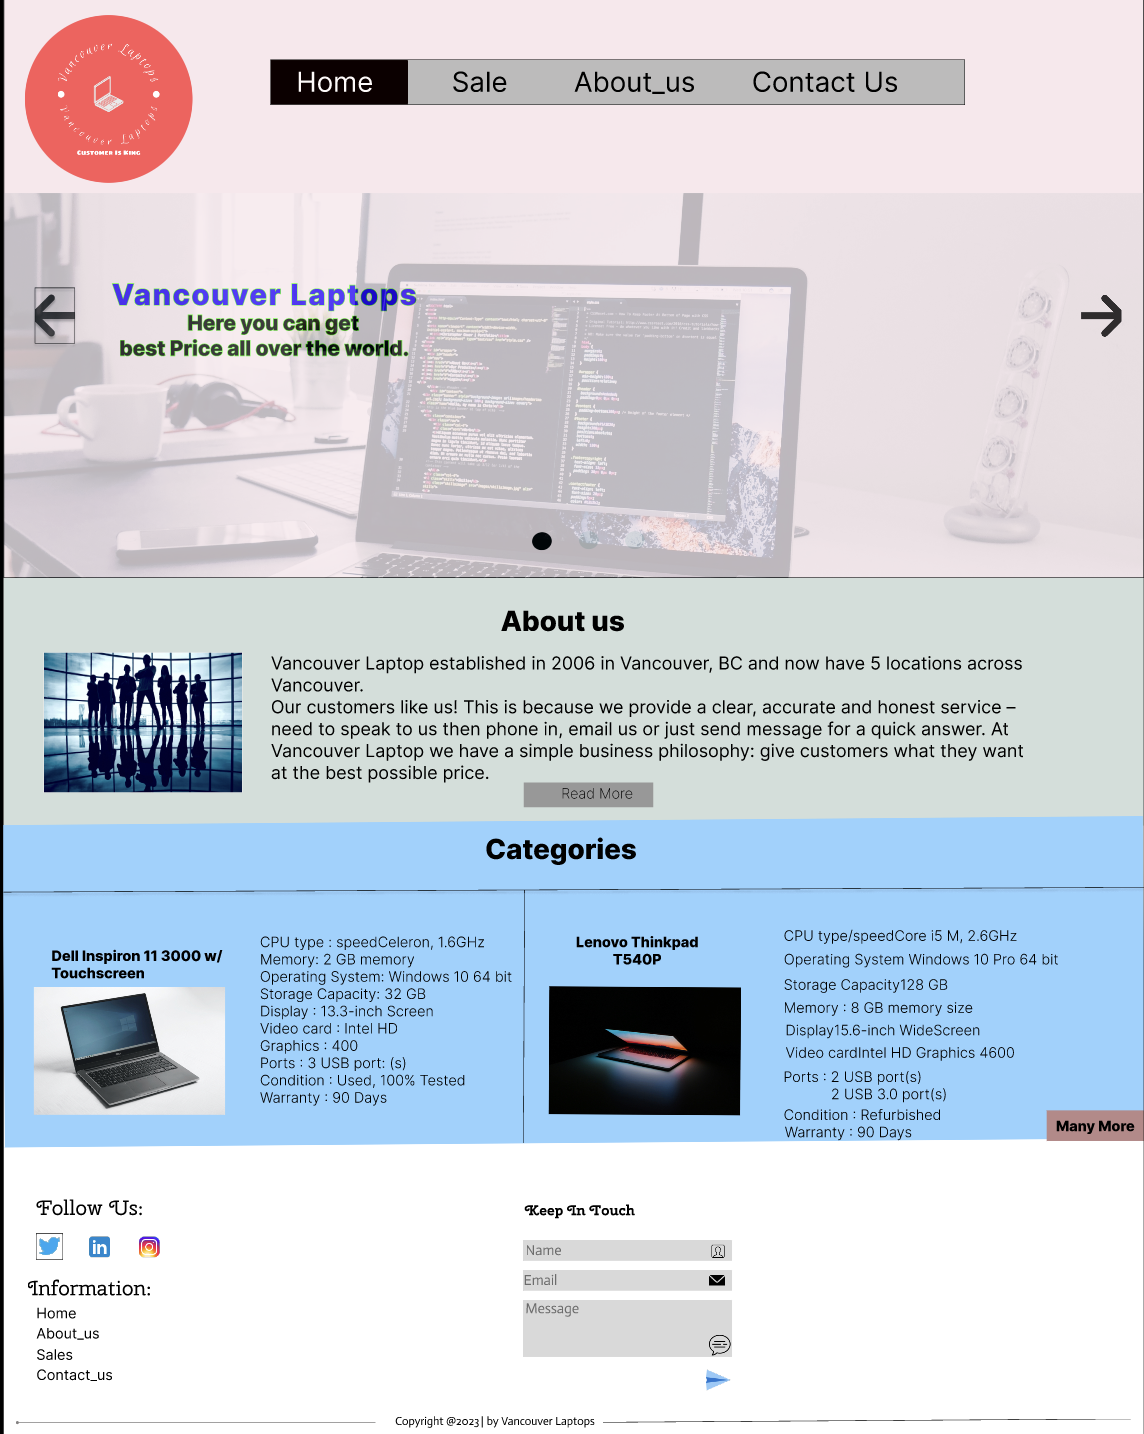 Vancouver Laptops
Vancouver Laptops
Customer is King
Home Sale About_us Contact Us
Vancouver Laptops
Here you can get
best Price all over the world.
About us
Vancouver Laptop established in 2006 in Vancouver, BC and now have 5 locations across
Vancouver.
Our customers like us! This is because we provide a clear, accurate and honest service –
need to speak to us then phone in, email us or just send message for a quick answer. At
Vancouver Laptop we have a simple business philosophy: give customers what they want
at the best possible price.
Read More
Categories
Dell Inspiron 11 3000 w/
Touchscreen
CPU type : speedCeleron, 1.6GHz
Memory: 2 GB memory
Operating System: Windows 10 64 bit
Storage Capacity: 32 GB
Display : 13.3-inch Screen
Video card : Intel HD
Graphics : 400
Ports : 3 USB port: (s)
Condition : Used, 100% Tested
Warranty : 90 Days
Lenovo Thinkpad
T540P
CPU type/speedCore i5 M, 2.6GHz
Operating System Windows 10 Pro 64 bit
Storage Capacity128 GB
Memory : 8 GB memory size
Display15.6-inch WideScreen
Video cardIntel HD Graphics 4600
Ports : 2 USB port(s)
2 USB 3.0 port(s)
Condition : Refurbished
Warranty : 90 Days
Many More
Follow Us:
in
Information:
Home
About_us
Sales
Contact_us
Keep In Touch
Name
Email
Message
Copyright @2023| by Vancouver Laptops